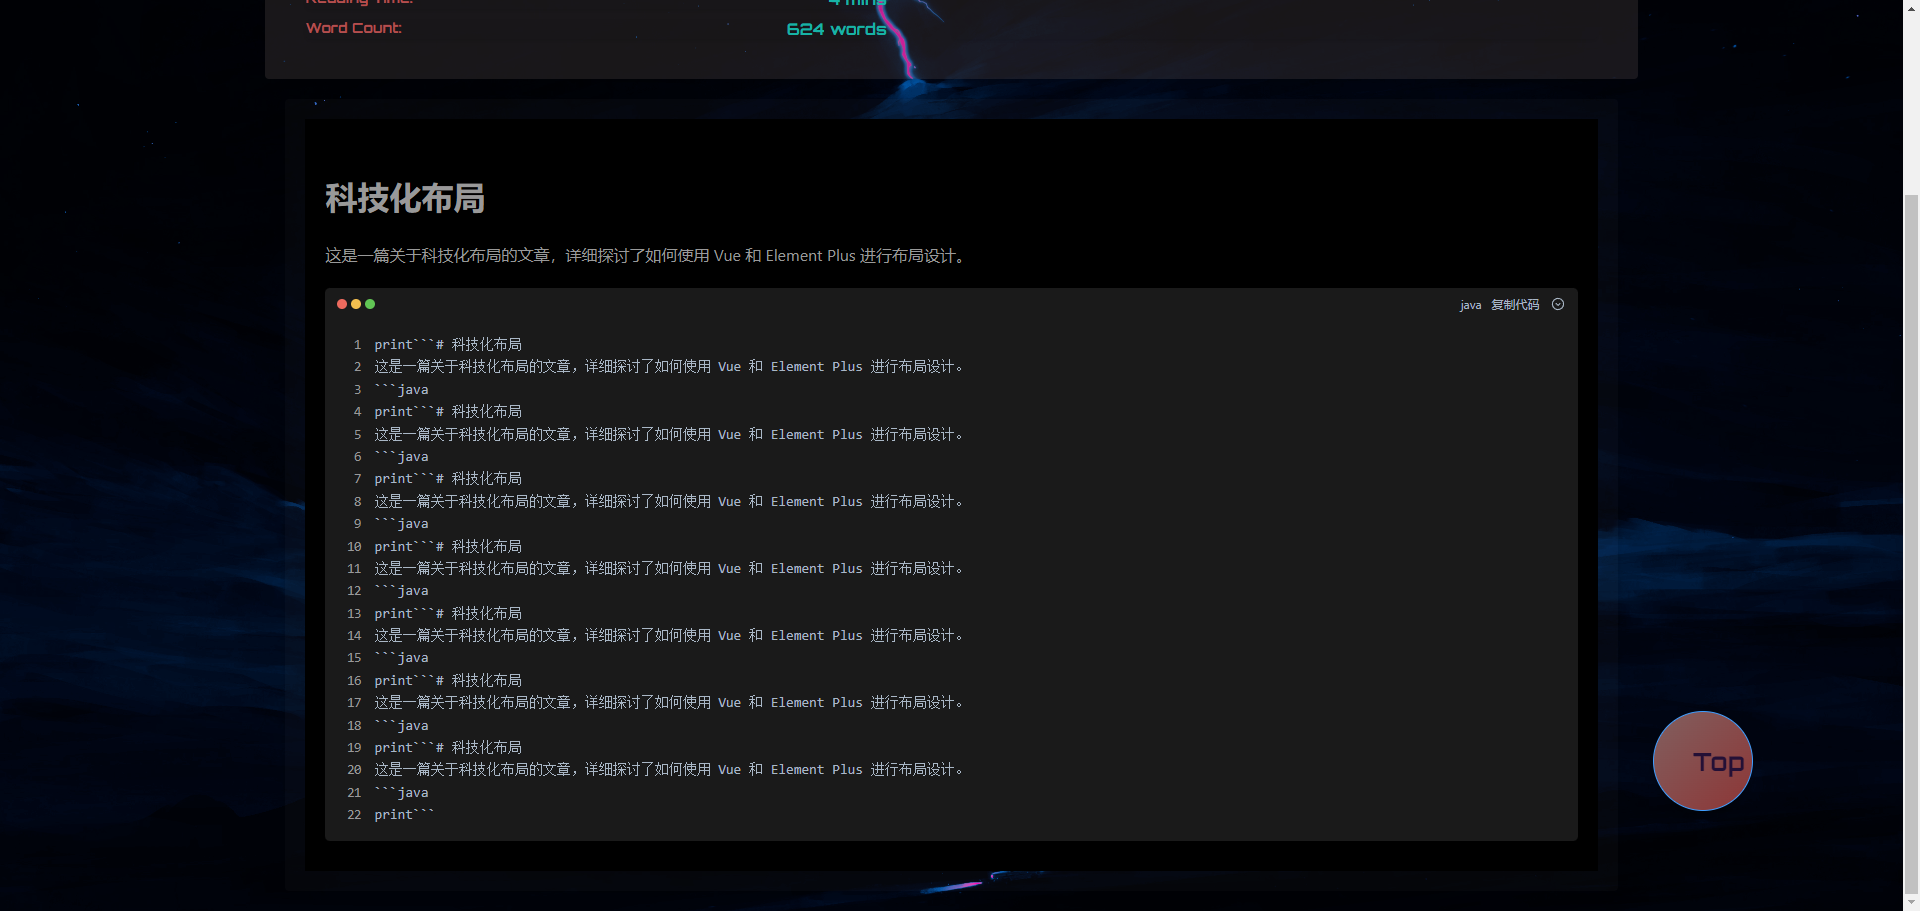 Reading Time:
4 mins
Word Count:
624 words
科技化布局
这是一篇关于科技化布局的文章，详细探讨了如何使用 Vue 和 Element Plus 进行布局设计。
java 复制代码
1 print```# 科技化布局
2 这是一篇关于科技化布局的文章，详细探讨了如何使用 Vue 和 Element Plus 进行布局设计。
3 ```java
4 print```# 科技化布局
5 这是一篇关于科技化布局的文章，详细探讨了如何使用 Vue 和 Element Plus 进行布局设计。
6 ```java
7 print```# 科技化布局
8 这是一篇关于科技化布局的文章，详细探讨了如何使用 Vue 和 Element Plus 进行布局设计。
9 ```java
10 print```# 科技化布局
11 这是一篇关于科技化布局的文章，详细探讨了如何使用 Vue 和 Element Plus 进行布局设计。
12 ```java
13 print```# 科技化布局
14 这是一篇关于科技化布局的文章，详细探讨了如何使用 Vue 和 Element Plus 进行布局设计。
15 ```java
16 print```# 科技化布局
17 这是一篇关于科技化布局的文章，详细探讨了如何使用 Vue 和 Element Plus 进行布局设计。
18 ```java
19 print```# 科技化布局
20 这是一篇关于科技化布局的文章，详细探讨了如何使用 Vue 和 Element Plus 进行布局设计。
21 ```java
22 print```
Top